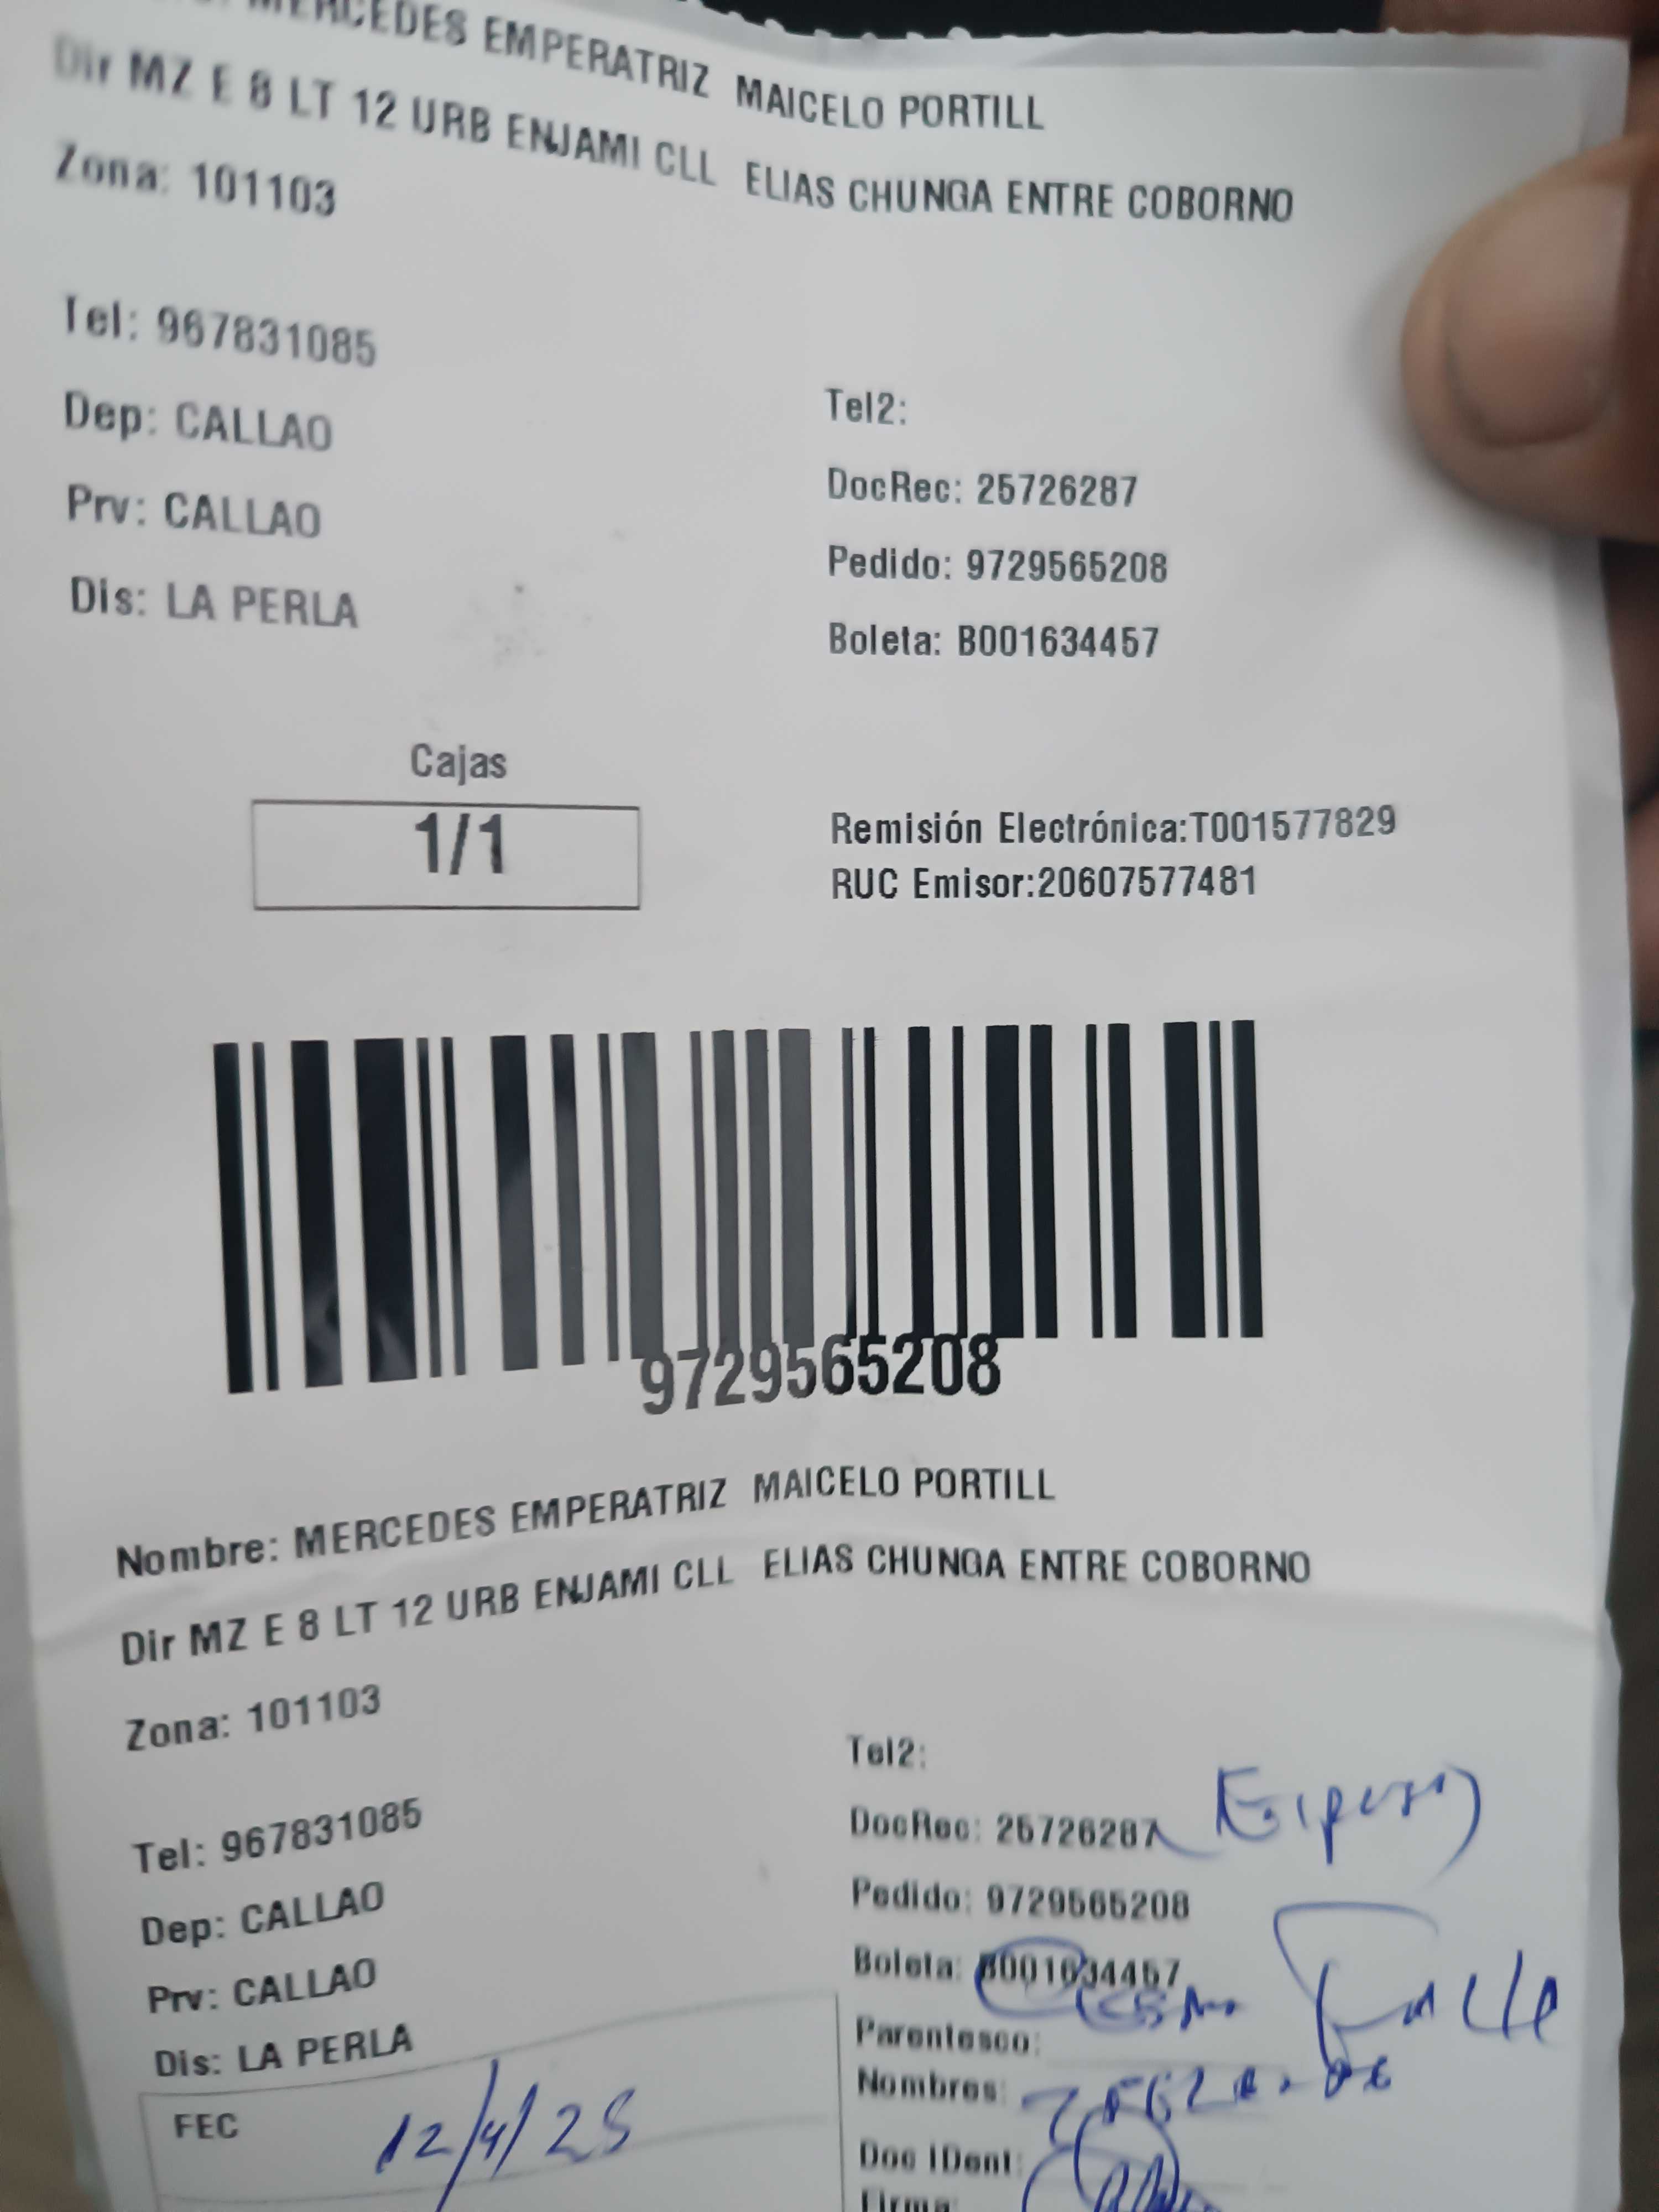 MERCEDES EMPERATRIZ MAICELO PORTILL
Dir MZ E 8 LT 12 URB ENJAMI CLL ELIAS CHUNGA ENTRE COBORNO
Zona: 101103
Tel: 967831085
Tel2:
Dep: CALLAO
DocRec: 25726287
Prv: CALLAO
Pedido: 9729565208
Dis: LA PERLA
Boleta: B001634457
Cajas
1/1
Remisión Electrónica:T001577829
RUC Emisor:20607577481
9729565208
Nombre: MERCEDES EMPERATRIZ MAICELO PORTILL
Dir MZ E 8 LT 12 URB ENJAMI CLL ELIAS CHUNGA ENTRE COBORNO
Zona: 101103
Tel2:
Tel: 967831085
DocRec: 25726287
Dep: CALLAO
Pedido: 9729565208
Prv: CALLAO
Boleta: B001634457
Dis: LA PERLA
Parentesco:
Nombres:
FEC 12/4/25
Doc IDent:
Firma: